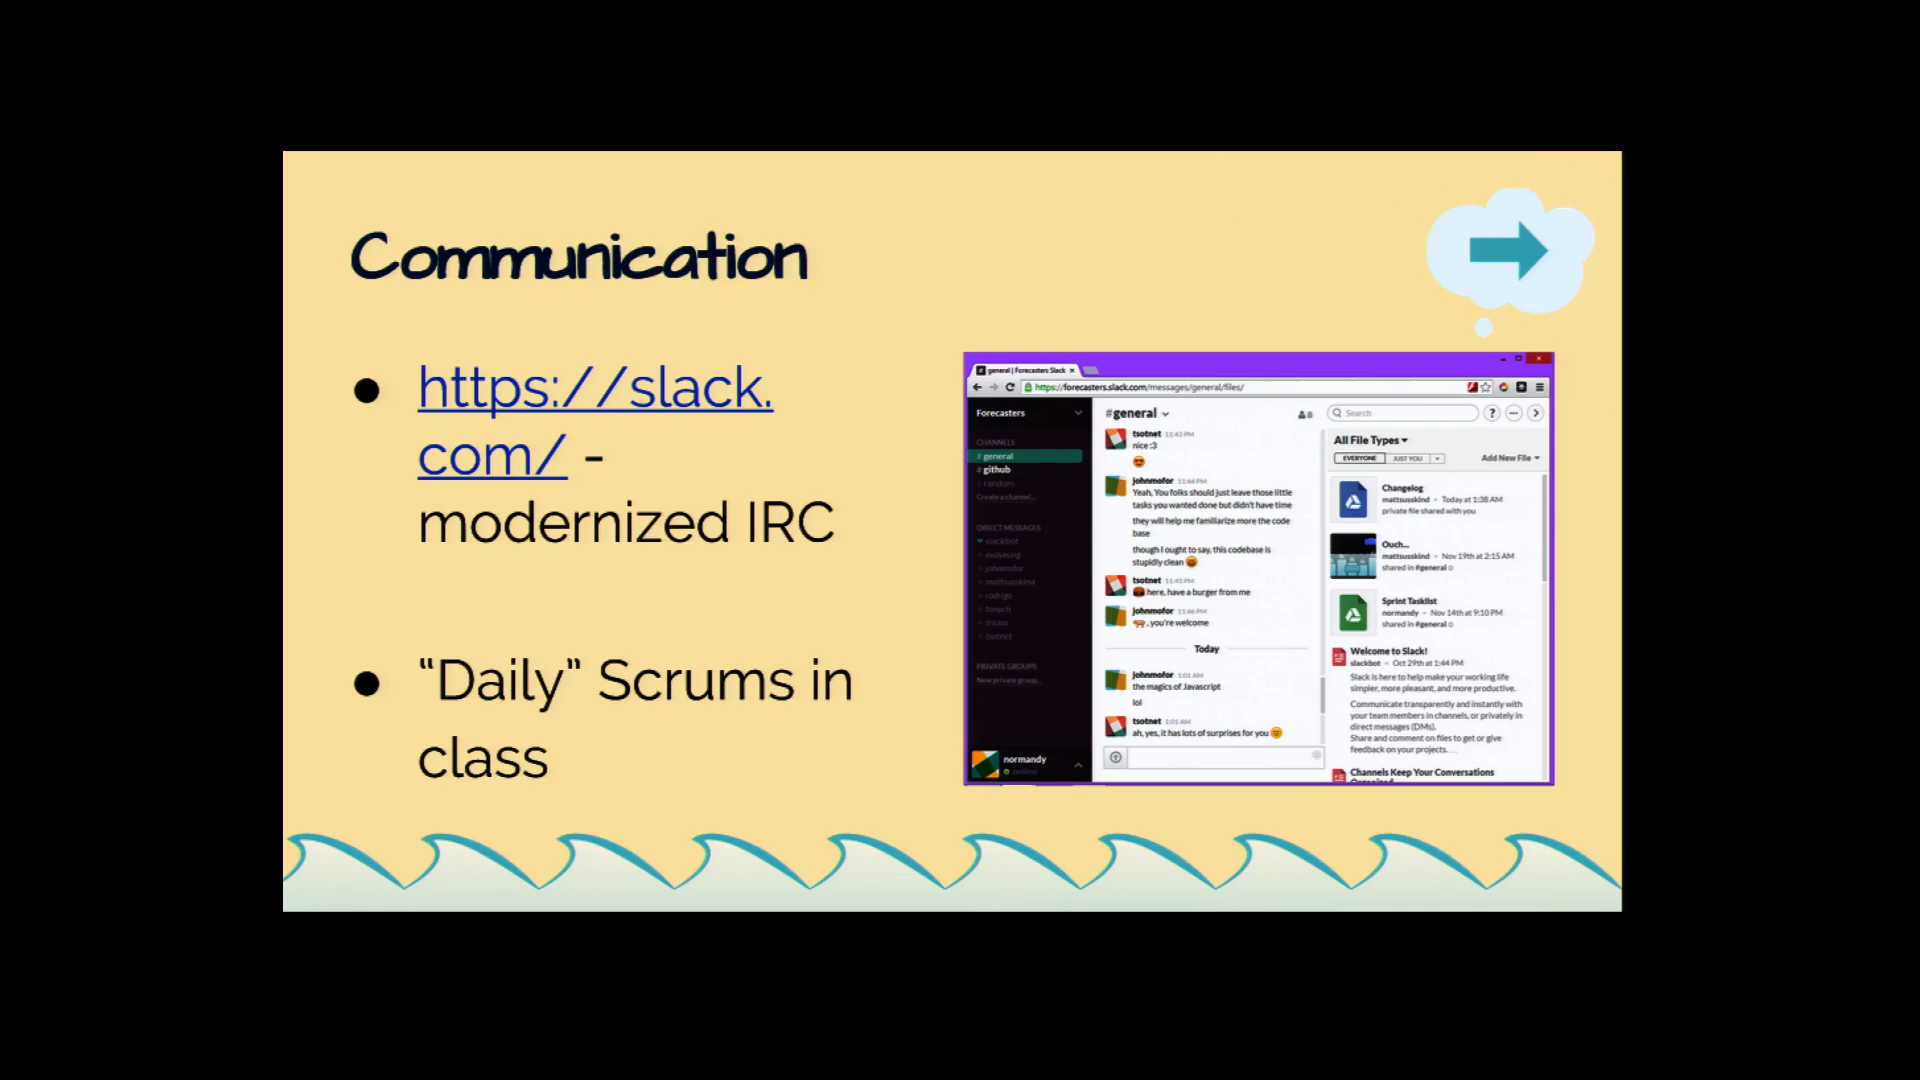 Communication
https://slack.
com/ -
modernized IRC
“Daily” Scrums in
class
general | Forecasters Slack
https://forecasters.slack.com/messages/general/files/
Forecasters
CHANNELS
# general
# github
# random
Create a channel...
DIRECT MESSAGES
slackbot
johnmofor
mattsusskind
rodrigo
tonych
tsotnet
PRIVATE GROUPS
New private group...
normandy
online
#general
8
tsotnet 11:43 PM
nice :3
johnmofor 11:44 PM
Yeah, You folks should just leave those little
tasks you wanted done but didn't have time
they will help me familiarize more the code
base
though I ought to say, this codebase is
stupidly clean
tsotnet 11:45 PM
here, have a burger from me
johnmofor 11:46 PM
, you're welcome
Today
johnmofor 1:01 AM
the magics of Javascript
lol
tsotnet 1:01 AM
ah, yes, it has lots of surprises for you
Search
?
All File Types
EVERYONE JUST YOU
Add New File
Changelog
mattsusskind • Today at 1:38 AM
private file shared with you
Ouch...
mattsusskind • Nov 19th at 2:15 AM
shared in #general
Sprint Tasklist
normandy • Nov 14th at 9:10 PM
shared in #general
Welcome to Slack!
slackbot • Oct 29th at 1:44 PM
Slack is here to help make your working life
simpler, more pleasant, and more productive.
Communicate transparently and instantly with
your team members in channels, or privately in
direct messages (DMs).
Share and comment on files to get or give
feedback on your projects. ...
Channels Keep Your Conversations
Organized